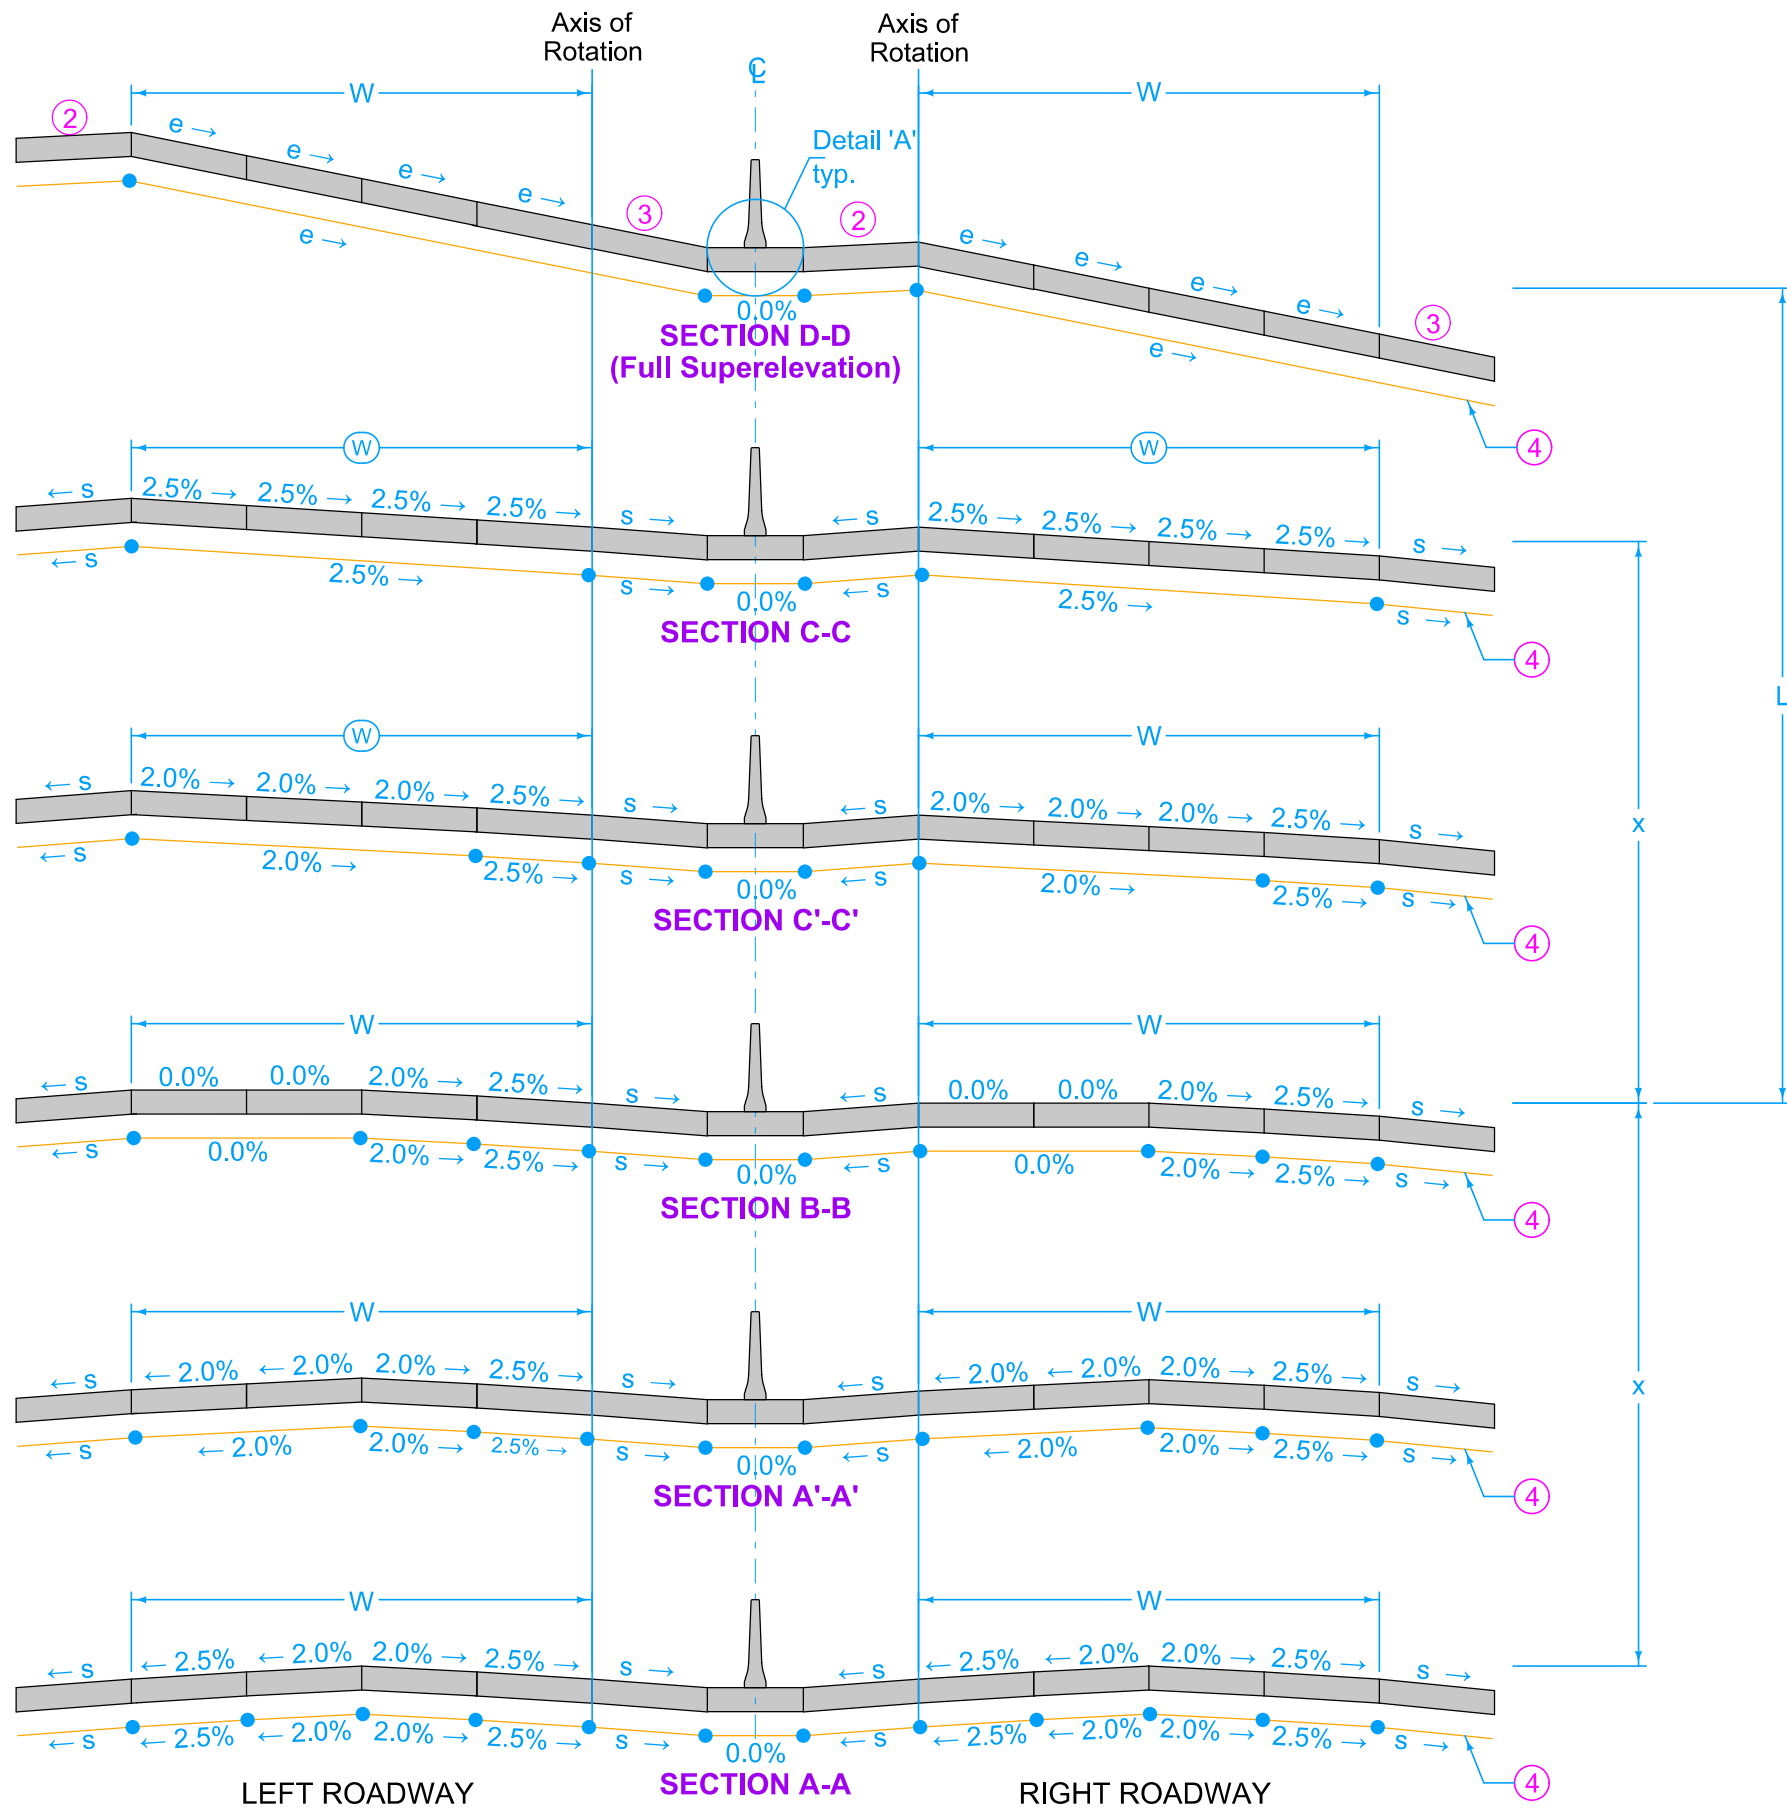 Axis of
Rotation
Axis of
Rotation
℄
W
W
2
e →
e →
e →
e →
3
Detail 'A'
typ.
2
e →
e →
e →
e →
3
e →
0.0%
e →
SECTION D-D
(Full Superelevation)
4
W
W
← s
2.5% →
2.5% →
2.5% →
2.5% →
s →
← s
2.5% →
2.5% →
2.5% →
2.5% →
s →
← s
2.5% →
s →
0.0%
← s
2.5% →
s →
SECTION C-C
4
L
W
W
← s
2.0% →
2.0% →
2.0% →
2.5% →
s →
← s
2.0% →
2.0% →
2.0% →
2.5% →
s →
x
← s
2.0% →
2.5% →
s →
0.0%
← s
2.0% →
2.5% →
s →
SECTION C'-C'
4
W
W
← s
0.0%
0.0%
2.0% →
2.5% →
s →
← s
0.0%
0.0%
2.0% →
2.5% →
s →
← s
0.0%
2.0% →
2.5% →
s →
0.0%
← s
0.0%
2.0% →
2.5% →
s →
SECTION B-B
4
W
W
← s
← 2.0%
← 2.0%
2.0% →
2.5% →
s →
← s
← 2.0%
← 2.0%
2.0% →
2.5% →
s →
x
← s
← 2.0%
2.0% →
2.5% →
s →
0.0%
← s
← 2.0%
2.0% →
2.5% →
s →
SECTION A'-A'
4
W
W
← s
← 2.5%
← 2.0%
2.0% →
2.5% →
s →
← s
← 2.5%
← 2.0%
2.0% →
2.5% →
s →
← s
← 2.5%
← 2.0%
2.0% →
2.5% →
s →
0.0%
← s
← 2.5%
← 2.0%
2.0% →
2.5% →
s →
SECTION A-A
4
LEFT ROADWAY
RIGHT ROADWAY